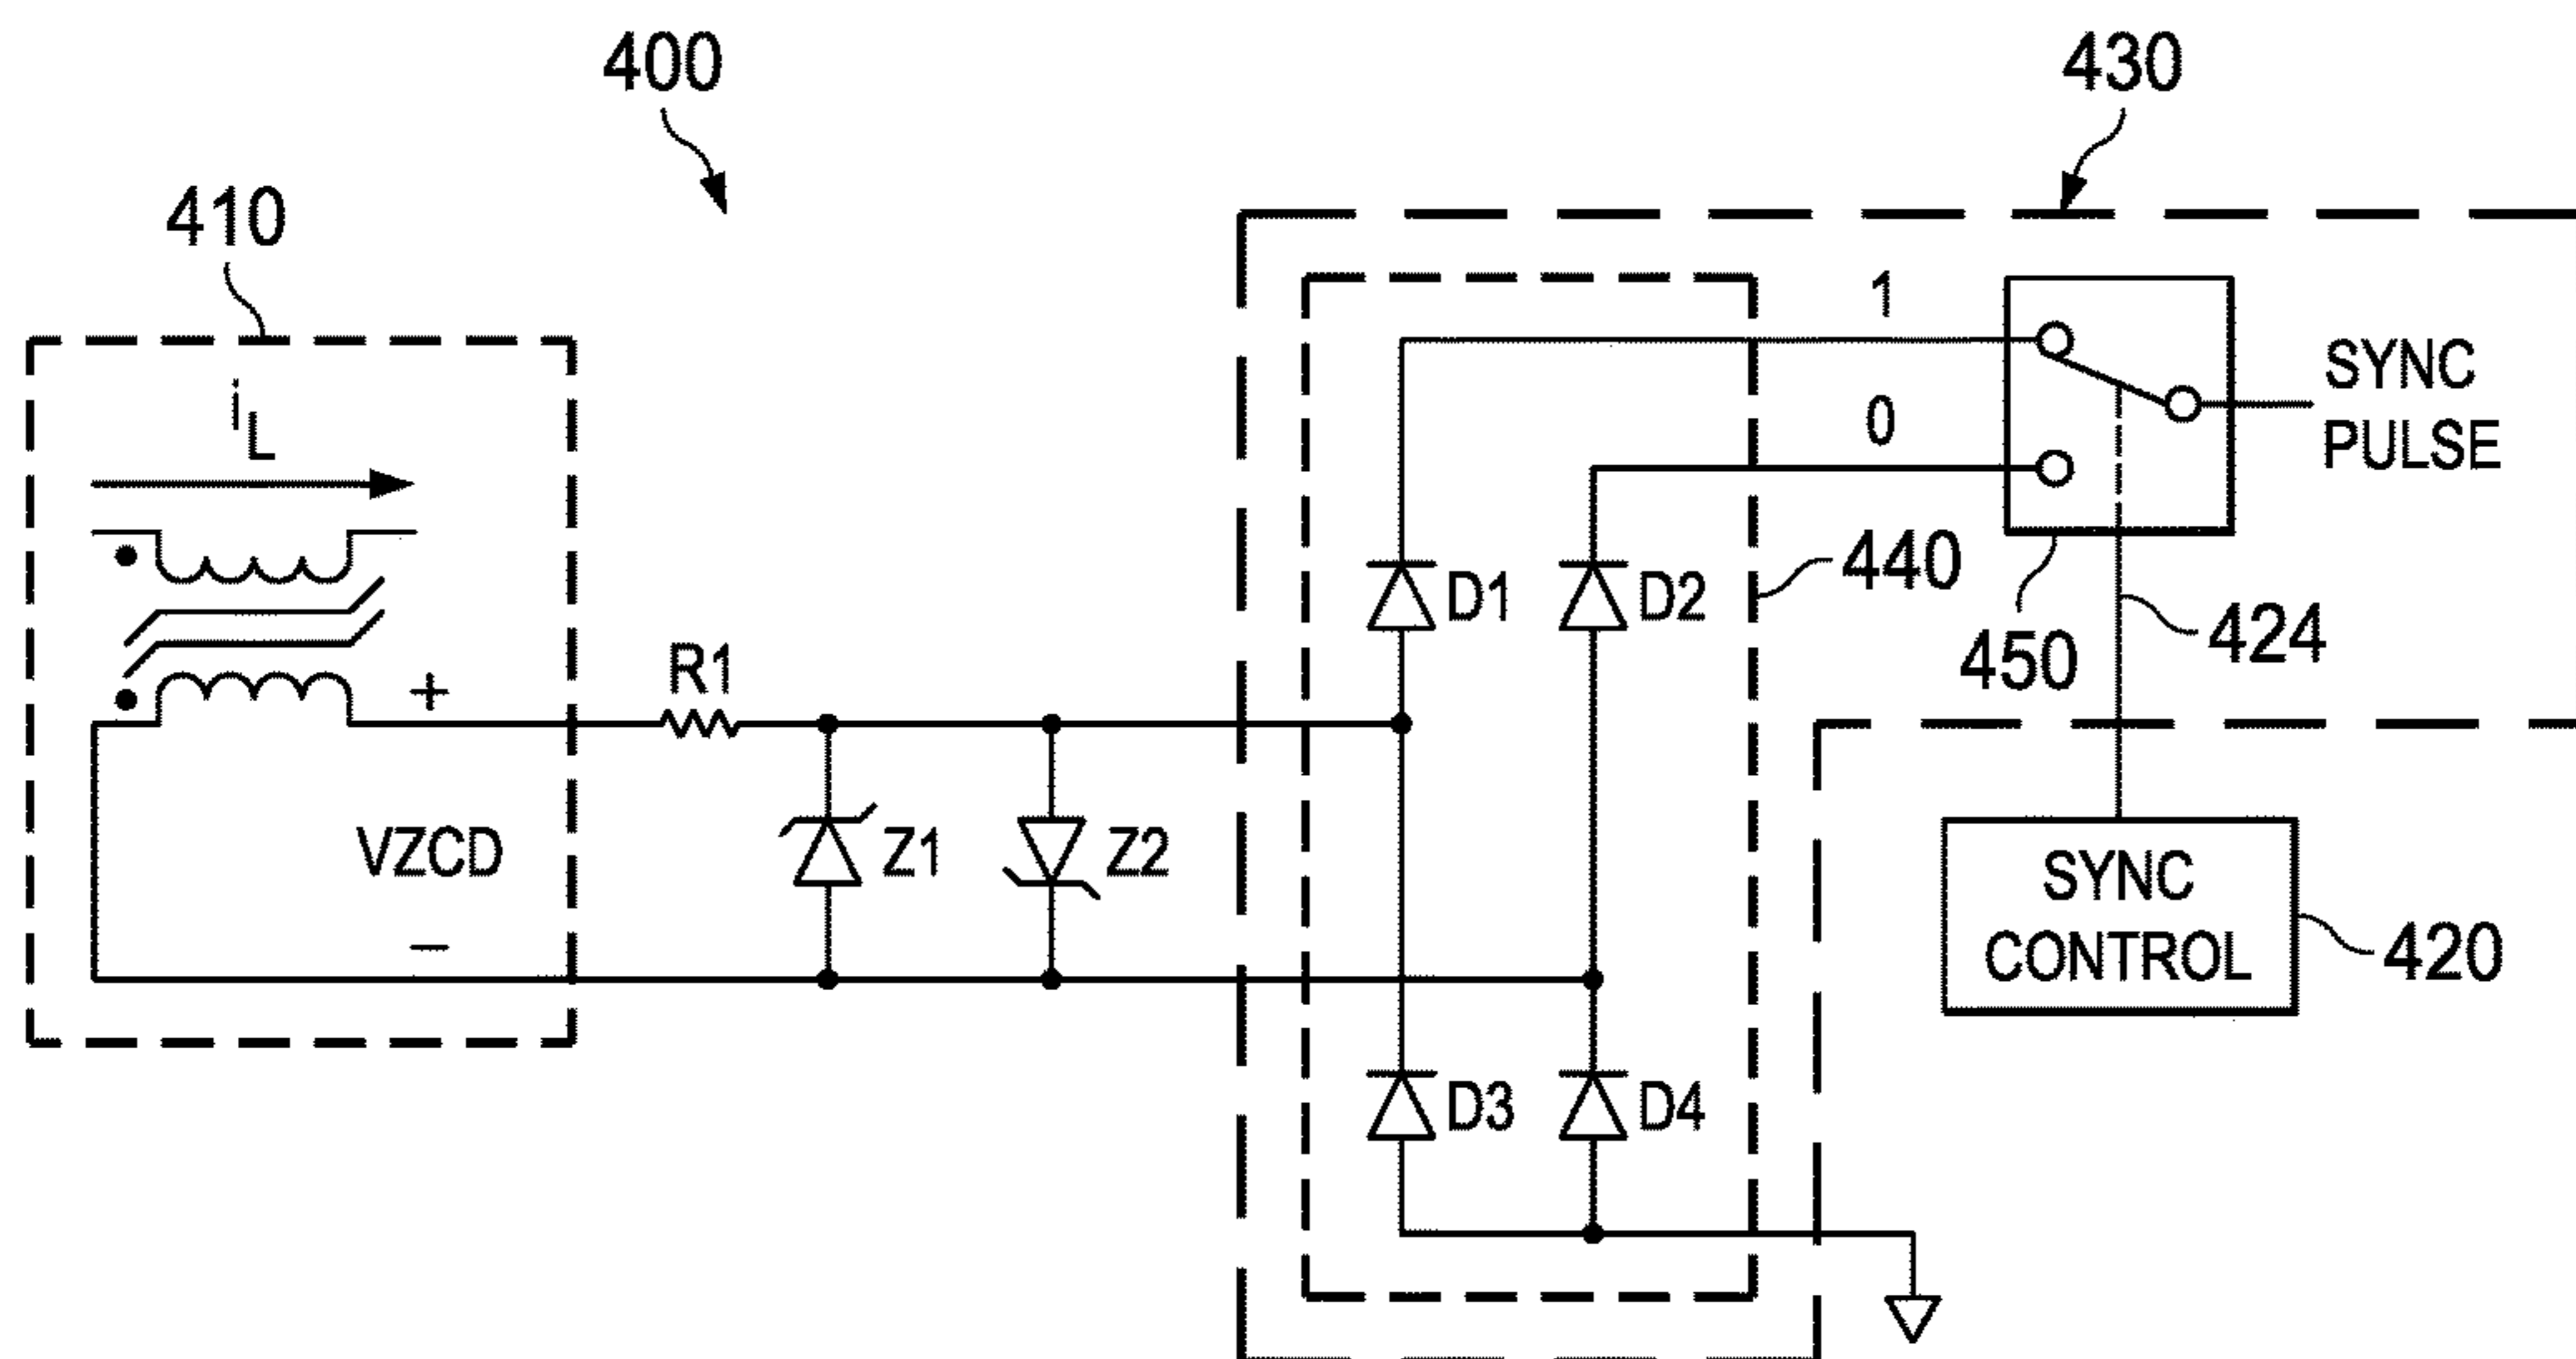 400
430
410
iL
1
0
SYNC
PULSE
D1
D2
440
450
424
R1
+
VZCD
−
Z1
Z2
SYNC
CONTROL
420
D3
D4